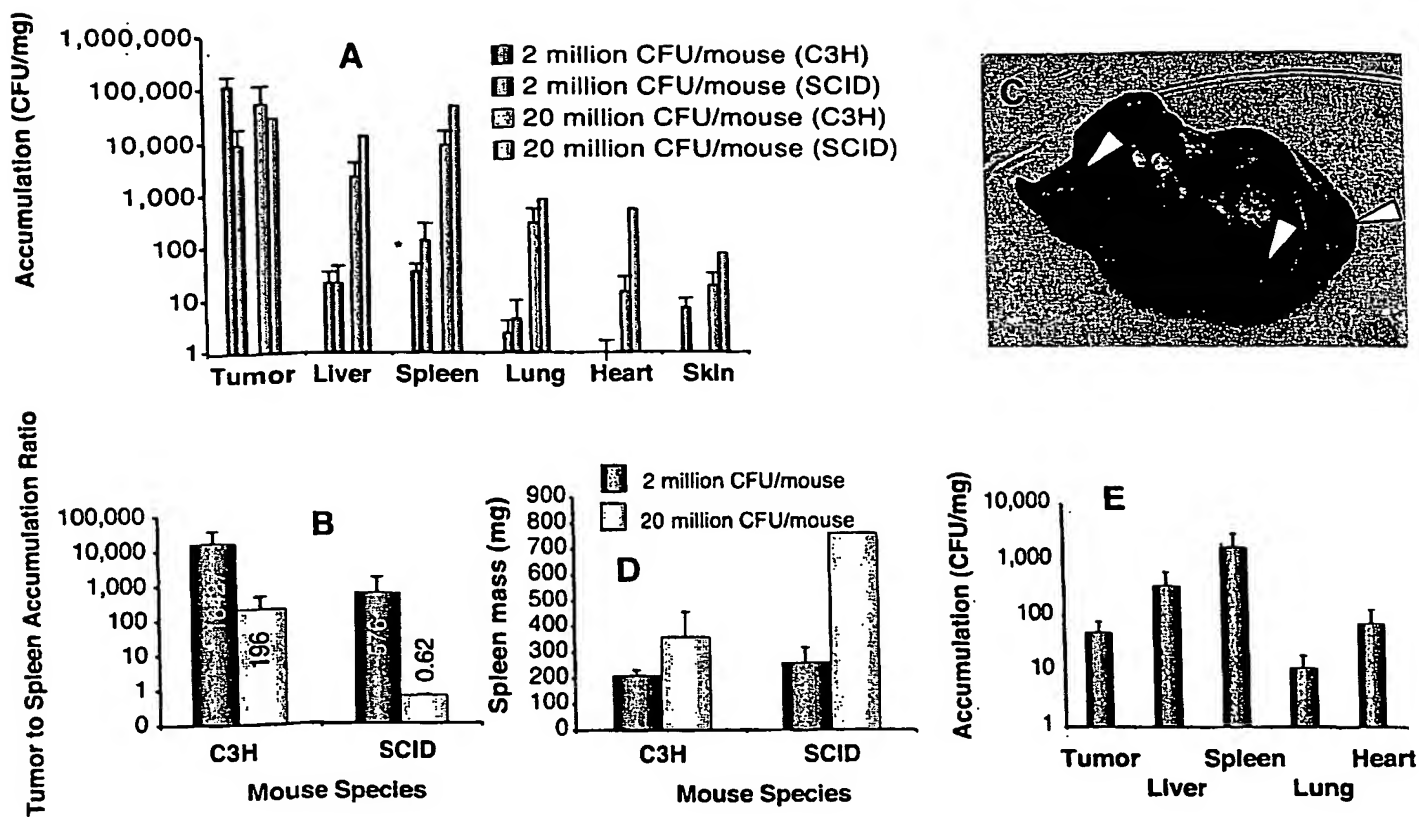 A
Accumulation (CFU/mg)
1,000,000
100,000
10,000
1,000
100
10
1
2 million CFU/mouse (C3H)
2 million CFU/mouse (SCID)
20 million CFU/mouse (C3H)
20 million CFU/mouse (SCID)
*
Tumor Liver Spleen Lung Heart Skin
C
B
Tumor to Spleen Accumulation Ratio
100,000
10,000
1,000
100
10
1
0
196
576
0.62
C3H SCID
Mouse Species
D
2 million CFU/mouse
20 million CFU/mouse
Spleen mass (mg)
900
800
700
600
500
400
300
200
100
0
C3H SCID
Mouse Species
E
Accumulation (CFU/mg)
10,000
1,000
100
10
1
Tumor Spleen Heart
Liver Lung